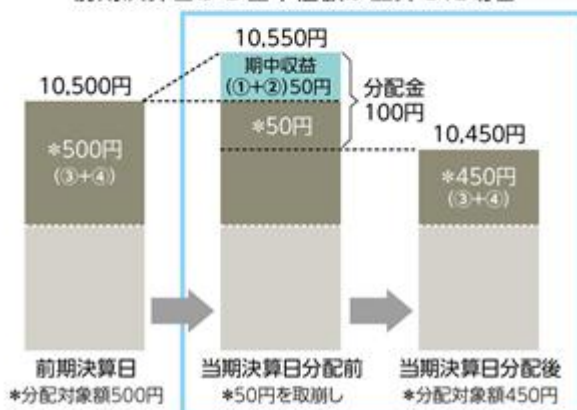 10,550円
期中収益
(①+②)50円
分配金
100円
10,500円
*50円
10,450円
*500円
(③+④)
*450円
(③+④)
前期決算日
当期決算日分配前
当期決算日分配後
*分配対象額500円
*50円を取崩し
*分配対象額450円